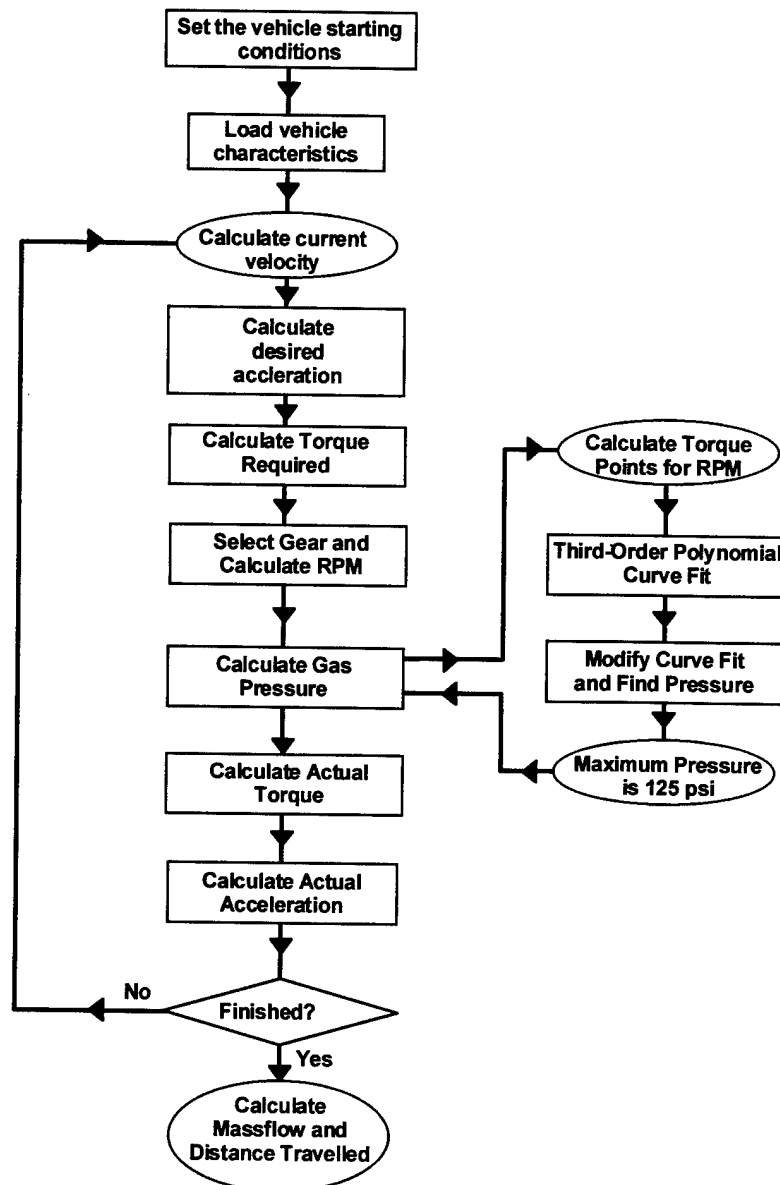 Set the vehicle starting
conditions
Load vehicle
characteristics
Calculate current
velocity
Calculate
desired
accleration
Calculate Torque
Required
Select Gear and
Calculate RPM
Calculate Gas
Pressure
Calculate Torque
Points for RPM
Third-Order Polynomial
Curve Fit
Modify Curve Fit
and Find Pressure
Maximum Pressure
is 125 psi
Calculate Actual
Torque
Calculate Actual
Acceleration
Finished?
No
Yes
Calculate
Massflow and
Distance Travelled